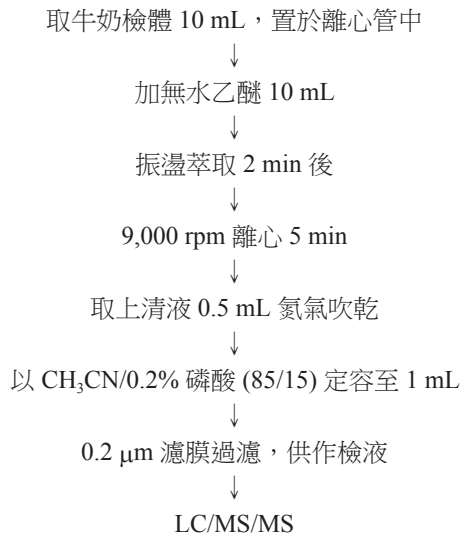 取牛奶檢體 10 mL，置於離心管中
↓
加無水乙醚 10 mL
↓
振盪萃取 2 min 後
↓
9,000 rpm 離心 5 min
↓
取上清液 0.5 mL 氮氣吹乾
↓
以 CH₃CN/0.2% 磷酸 (85/15) 定容至 1 mL
↓
0.2 μm 濾膜過濾，供作檢液
↓
LC/MS/MS